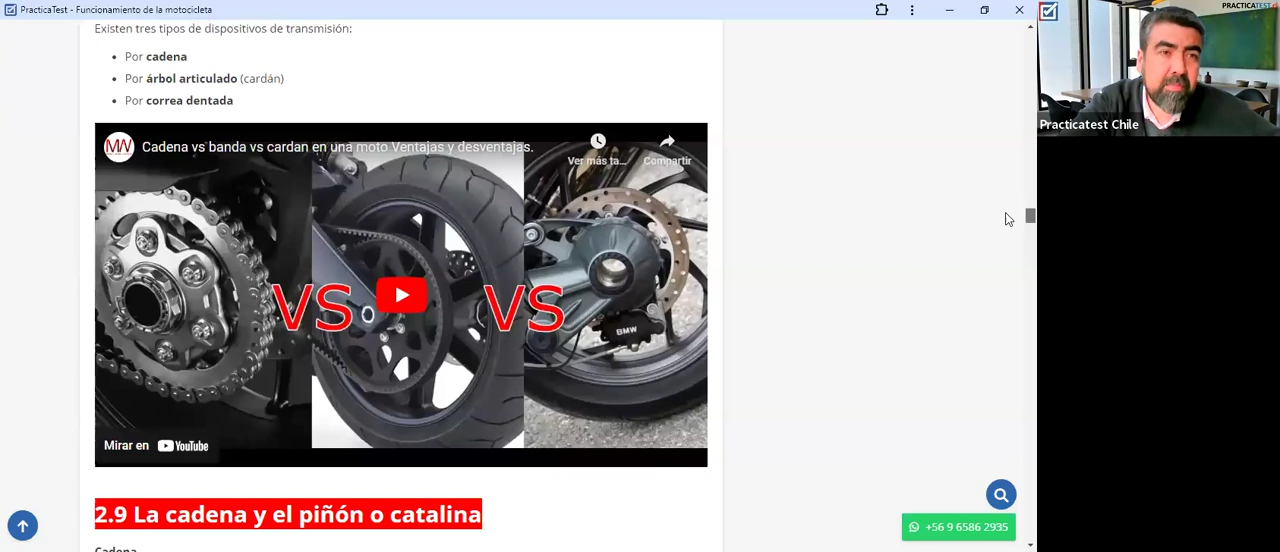 PracticaTest - Funcionamiento de la motocicleta
Existen tres tipos de dispositivos de transmisión:
Por cadena
Por árbol articulado (cardán)
Por correa dentada
MW
Cadena vs banda vs cardan en una moto Ventajas y desventajas.
Ver más ta...
Compartir
VS
VS
BMW
Mirar en YouTube
2.9 La cadena y el piñón o catalina
Cadena
+56 9 6586 2935
PRACTICATEST
Practicatest Chile